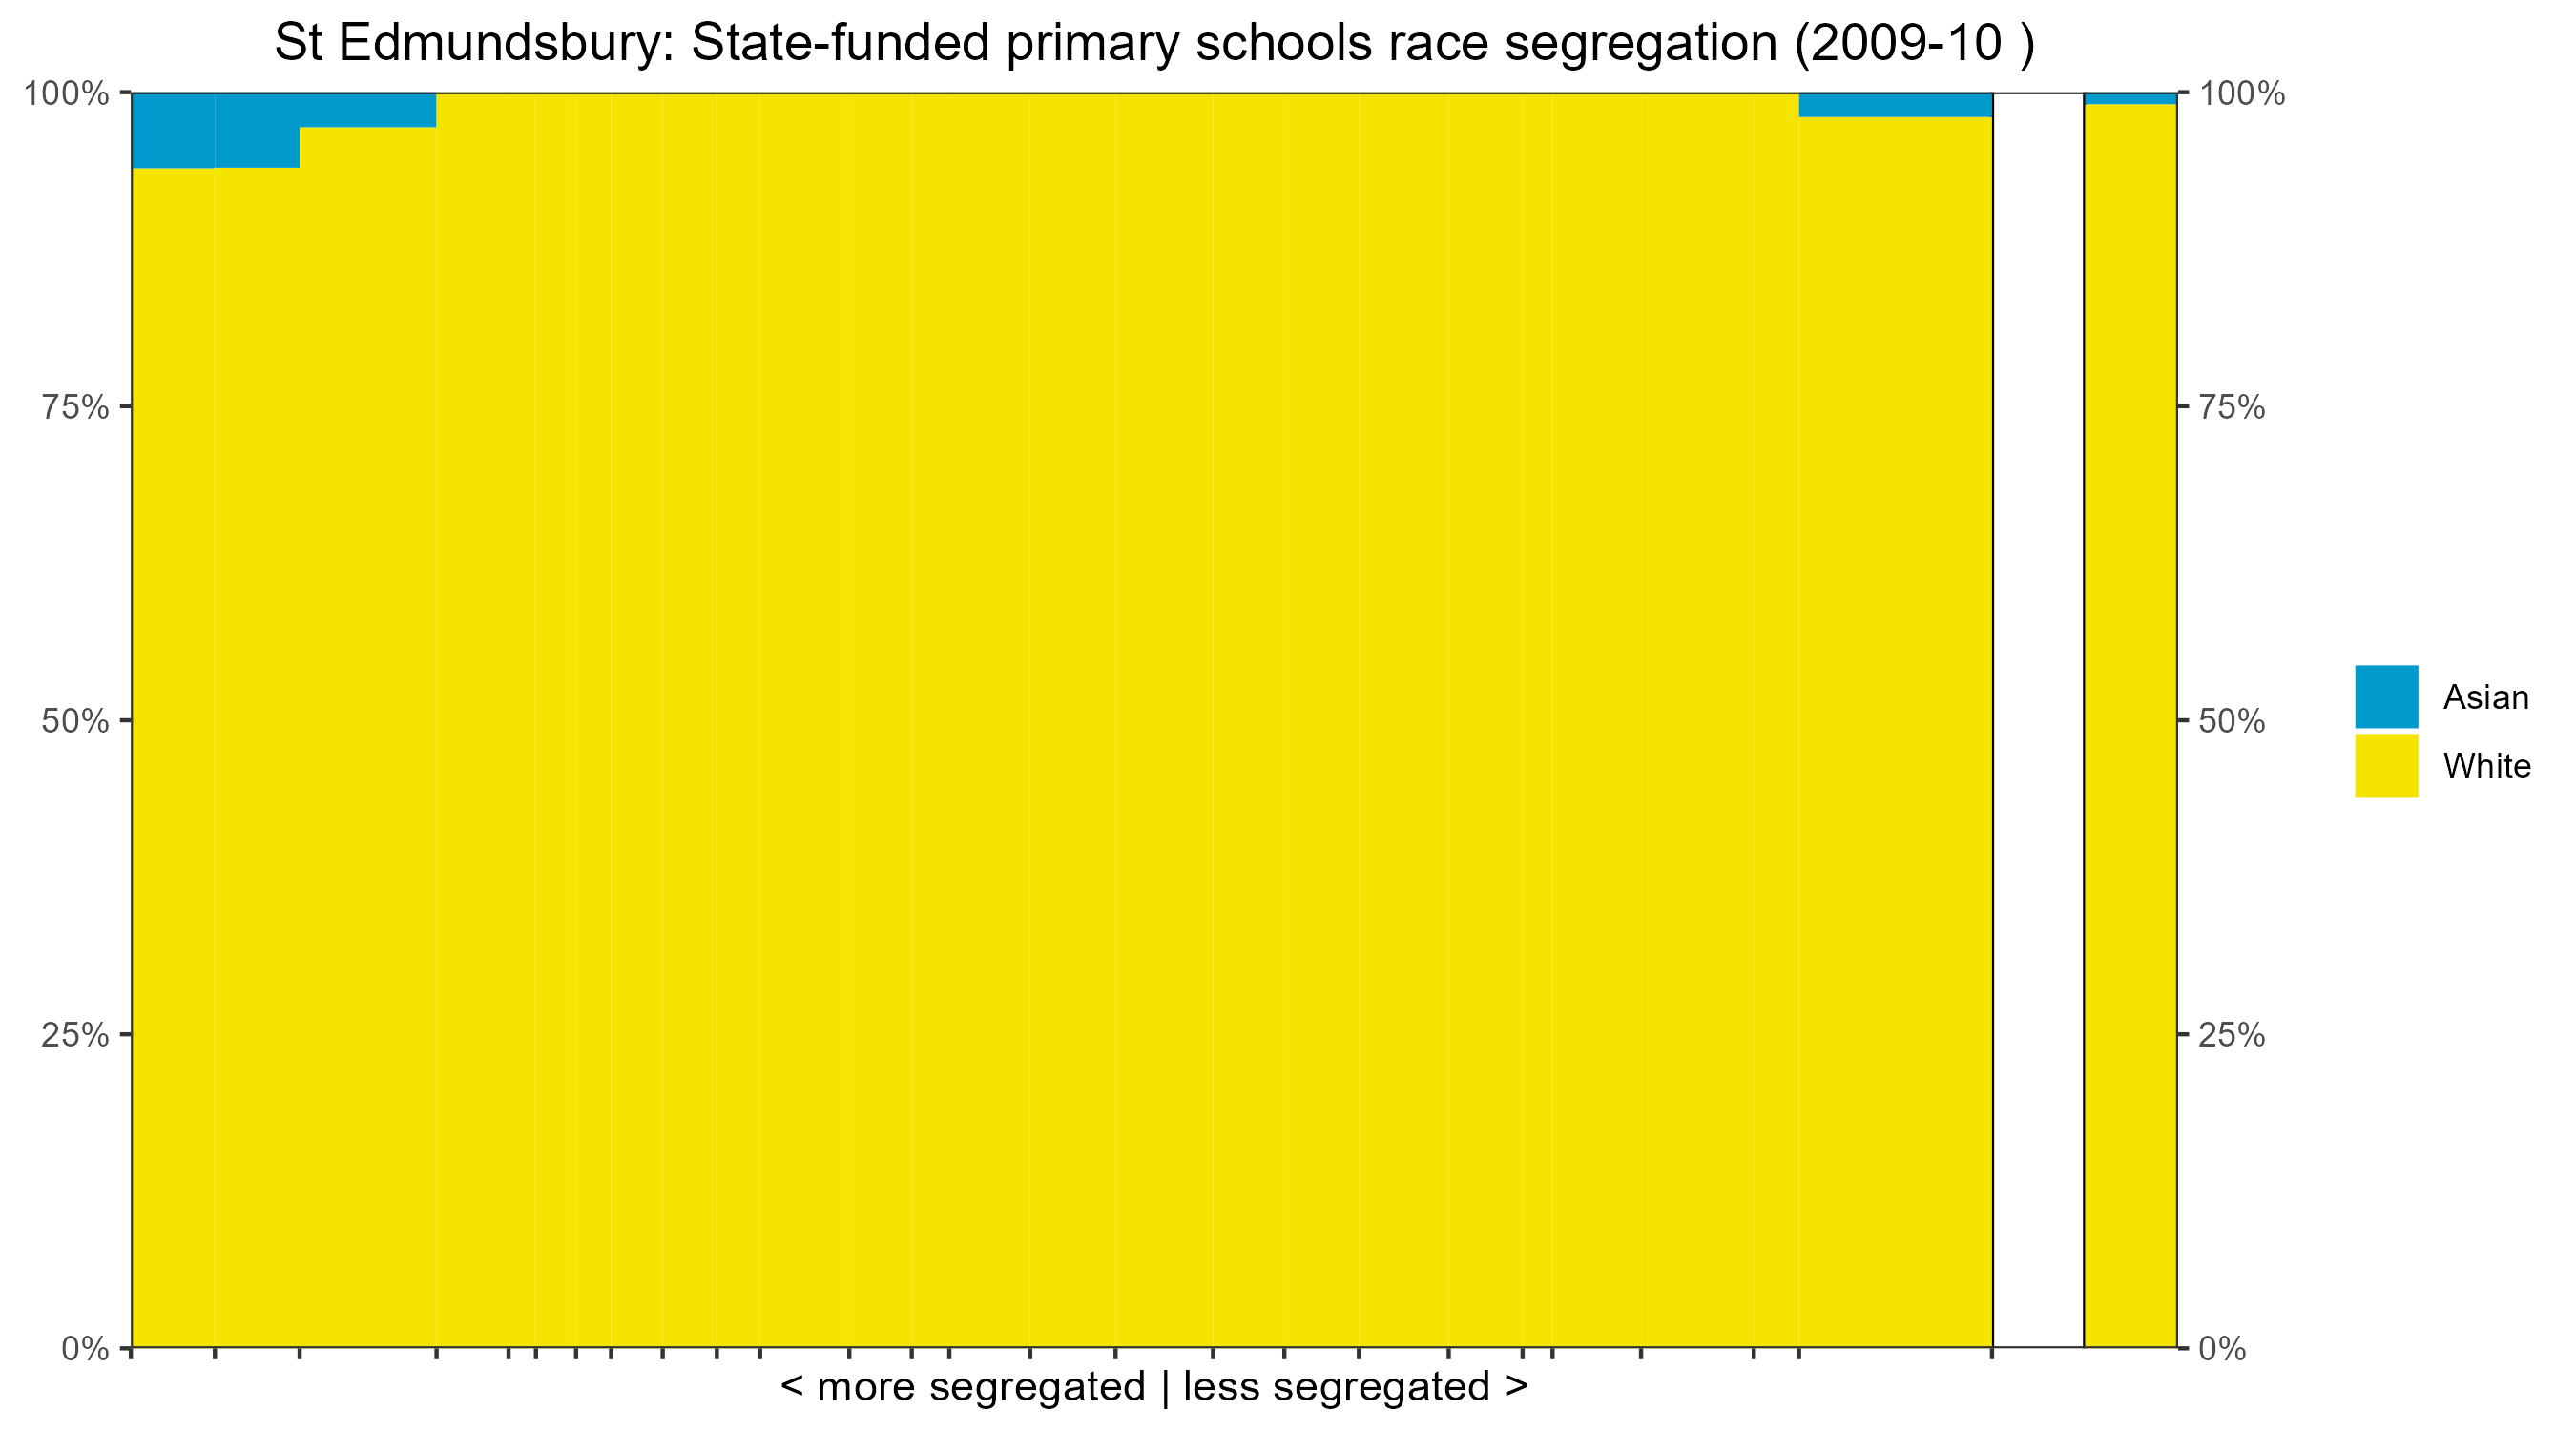 St Edmundsbury: State-funded primary schools race segregation (2009-10 )
100%
75%
50%
25%
0%
100%
75%
50%
25%
0%
Asian
White
< more segregated | less segregated >